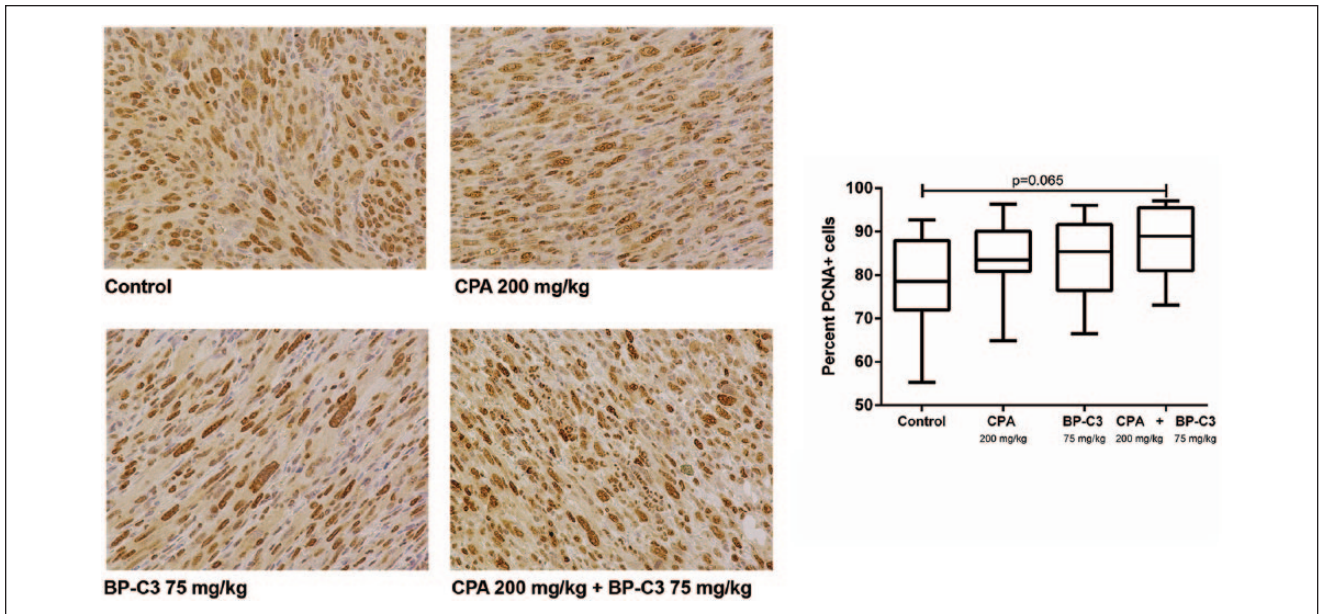 Control
CPA 200 mg/kg
BP-C3 75 mg/kg
CPA 200 mg/kg + BP-C3 75 mg/kg
p=0.065
Percent PCNA+ cells
100
90
80
70
60
50
Control CPA BP-C3 CPA + BP-C3
200 mg/kg 75 mg/kg 200 mg/kg 75 mg/kg